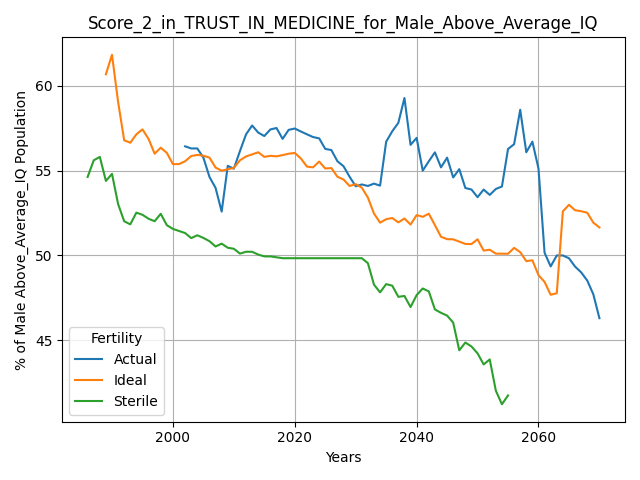 Score_2_in_TRUST_IN_MEDICINE_for_Male_Above_Average_IQ
% of Male Above_Average_IQ Population
60
55
50
45
Fertility
Actual
Ideal
Sterile
2000
2020
2040
2060
Years